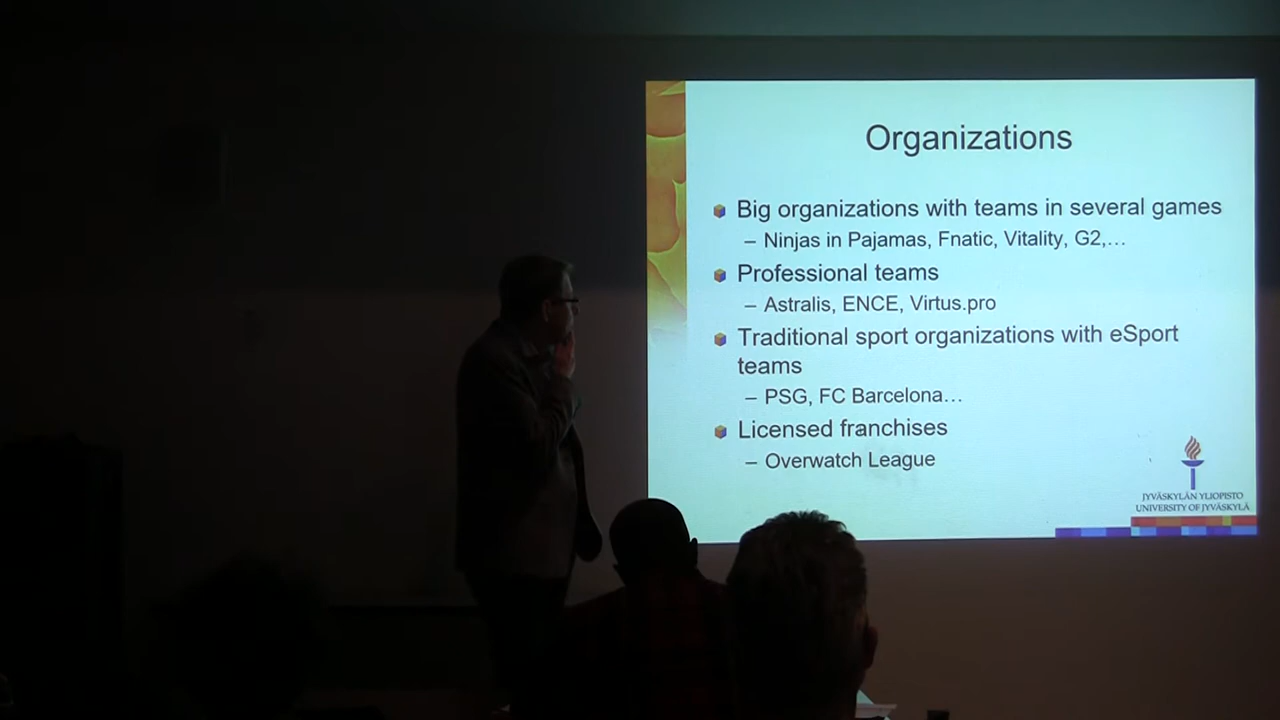 Organizations
Big organizations with teams in several games
– Ninjas in Pajamas, Fnatic, Vitality, G2,…
Professional teams
– Astralis, ENCE, Virtus.pro
Traditional sport organizations with eSport
teams
– PSG, FC Barcelona…
Licensed franchises
– Overwatch League
JYVÄSKYLÄN YLIOPISTO
UNIVERSITY OF JYVÄSKYLÄ